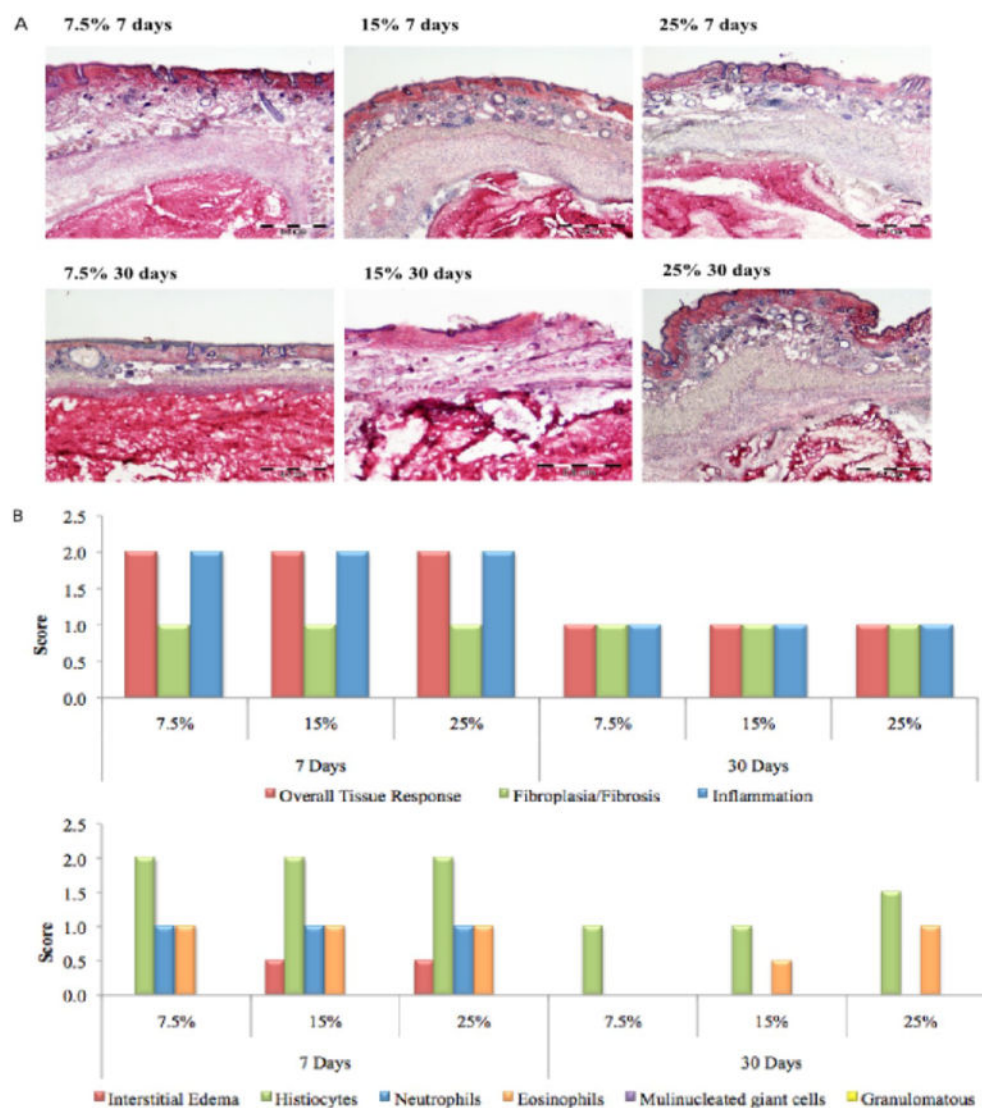 A
7.5% 7 days 15% 7 days 25% 7 days
7.5% 30 days 15% 30 days 25% 30 days
B
2.5
2.0
1.5
1.0
0.5
0.0
Score
7.5% 15% 25% 7.5% 15% 25%
7 Days 30 Days
Overall Tissue Response Fibroplasia/Fibrosis Inflammation
2.5
2.0
1.5
1.0
0.5
0.0
Score
7.5% 15% 25% 7.5% 15% 25%
7 Days 30 Days
Interstitial Edema Histiocytes Neutrophils Eosinophils Mulinucleated giant cells Granulomatous